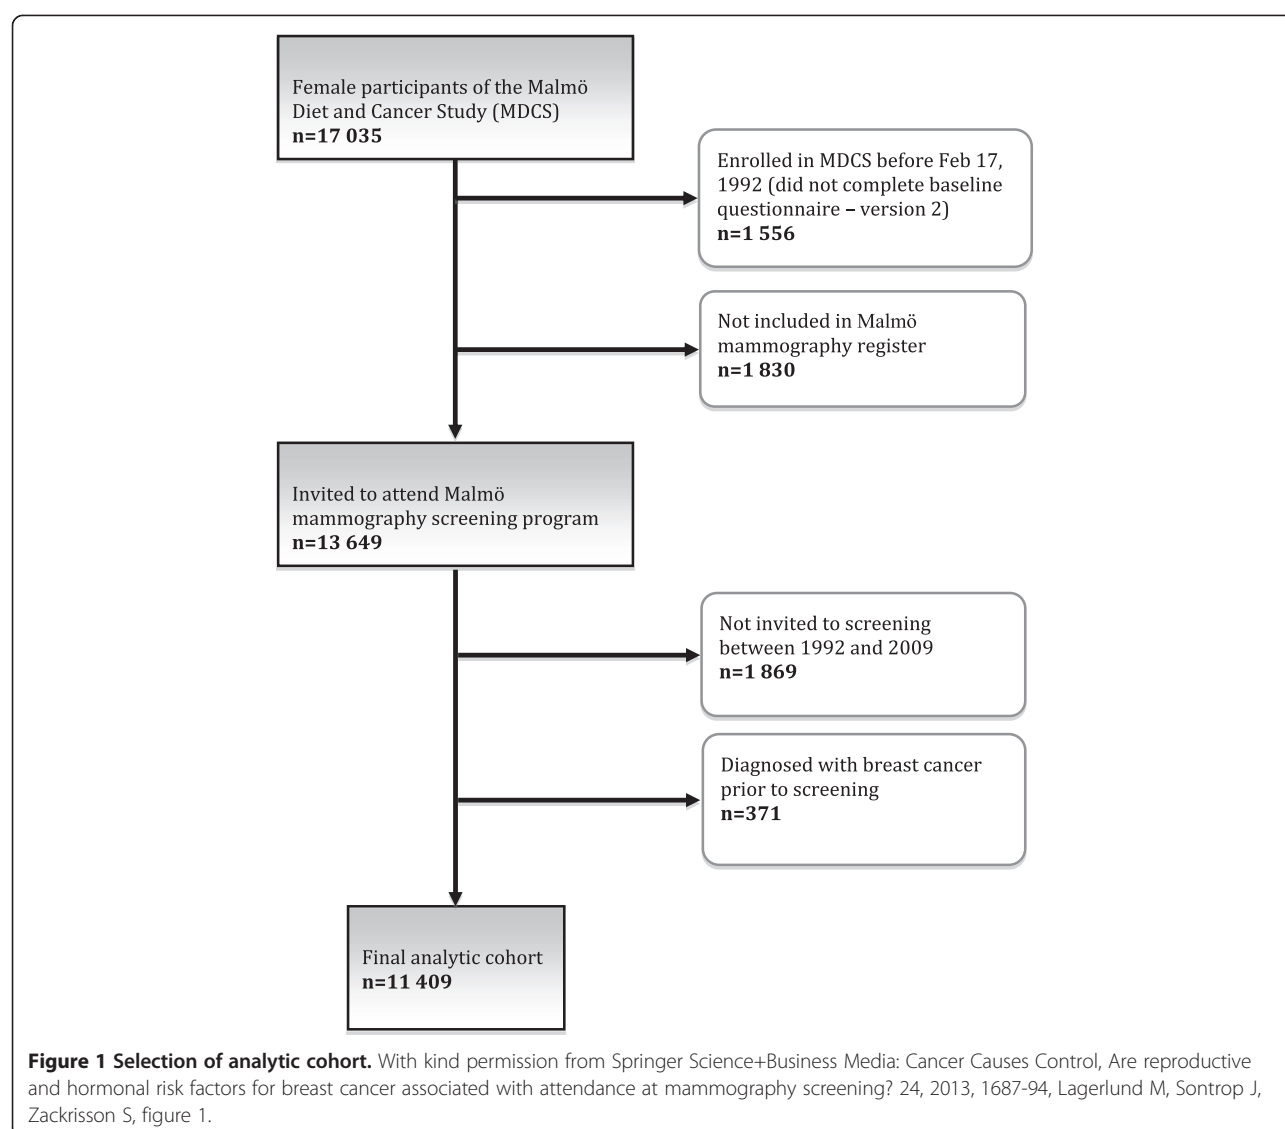 Female participants of the Malmö
Diet and Cancer Study (MDCS)
n=17 035
Enrolled in MDCS before Feb 17,
1992 (did not complete baseline
questionnaire – version 2)
n=1 556
Not included in Malmö
mammography register
n=1 830
Invited to attend Malmö
mammography screening program
n=13 649
Not invited to screening
between 1992 and 2009
n=1 869
Diagnosed with breast cancer
prior to screening
n=371
Final analytic cohort
n=11 409
Figure 1 Selection of analytic cohort. With kind permission from Springer Science+Business Media: Cancer Causes Control, Are reproductive
and hormonal risk factors for breast cancer associated with attendance at mammography screening? 24, 2013, 1687-94, Lagerlund M, Sontrop J,
Zackrisson S, figure 1.